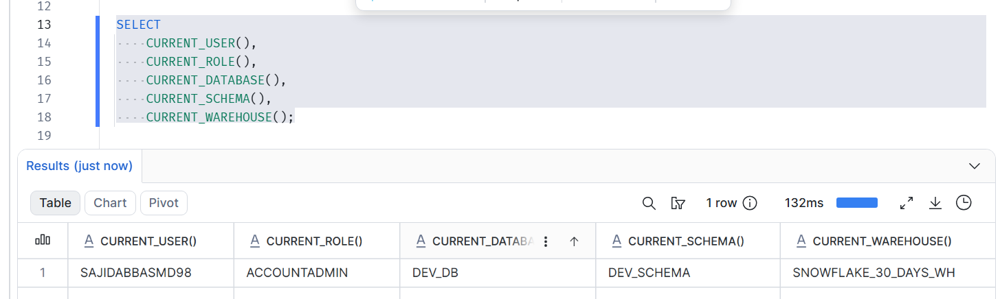 12
13 SELECT
14 CURRENT_USER(),
15 CURRENT_ROLE(),
16 CURRENT_DATABASE(),
17 CURRENT_SCHEMA(),
18 CURRENT_WAREHOUSE();
19
Results (just now)
Table Chart Pivot 1 row 132ms
A CURRENT_USER() A CURRENT_ROLE() A CURRENT_DATABA A CURRENT_SCHEMA() A CURRENT_WAREHOUSE()
1 SAJIDABBASMD98 ACCOUNTADMIN DEV_DB DEV_SCHEMA SNOWFLAKE_30_DAYS_WH